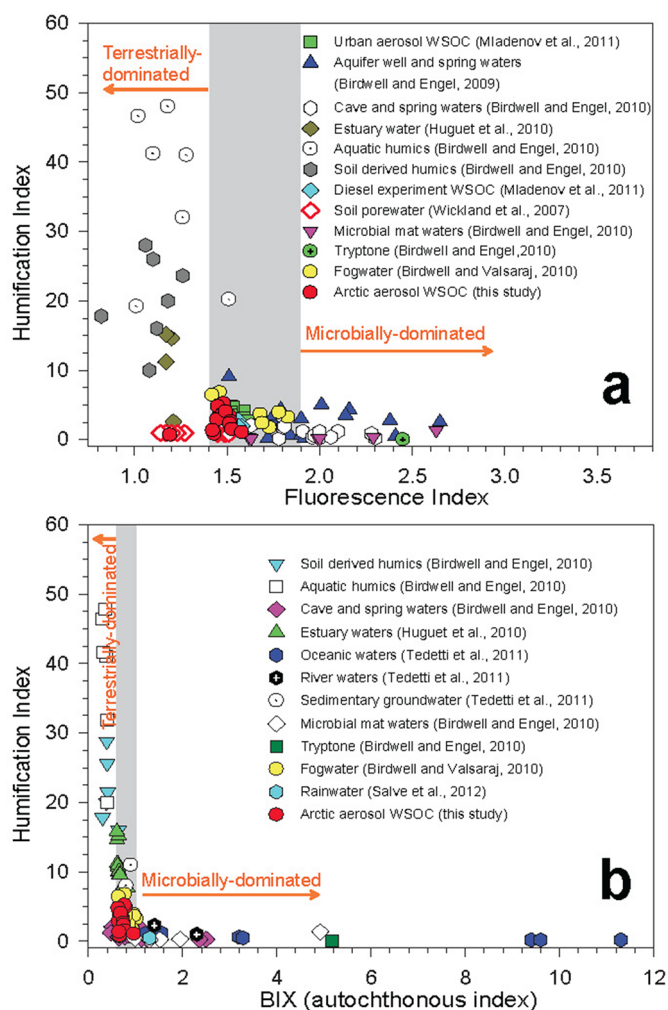 60
50
40
30
20
10
0
Humification Index
Terrestrially-
dominated
Urban aerosol WSOC (Mladenov et al., 2011)
Aquifer well and spring waters
(Birdwell and Engel, 2009)
Cave and spring waters (Birdwell and Engel, 2010)
Estuary water (Huguet et al., 2010)
Aquatic humics (Birdwell and Engel, 2010)
Soil derived humics (Birdwell and Engel, 2010)
Diesel experiment WSOC (Mladenov et al., 2011)
Soil porewater (Wickland et al., 2007)
Microbial mat waters (Birdwell and Engel, 2010)
Tryptone (Birdwell and Engel,2010)
Fogwater (Birdwell and Valsaraj, 2010)
Arctic aerosol WSOC (this study)
Microbially-dominated
a
1.0 1.5 2.0 2.5 3.0 3.5
Fluorescence Index
60
50
40
30
20
10
0
Humification Index
Terrestrially-dominated
Soil derived humics (Birdwell and Engel, 2010)
Aquatic humics (Birdwell and Engel, 2010)
Cave and spring waters (Birdwell and Engel, 2010)
Estuary waters (Huguet et al., 2010)
Oceanic waters (Tedetti et al., 2011)
River waters (Tedetti et al., 2011)
Sedimentary groundwater (Tedetti et al., 2011)
Microbial mat waters (Birdwell and Engel, 2010)
Tryptone (Birdwell and Engel, 2010)
Fogwater (Birdwell and Valsaraj, 2010)
Rainwater (Salve et al., 2012)
Arctic aerosol WSOC (this study)
Microbially-dominated
b
0 2 4 6 8 10 12
BIX (autochthonous index)